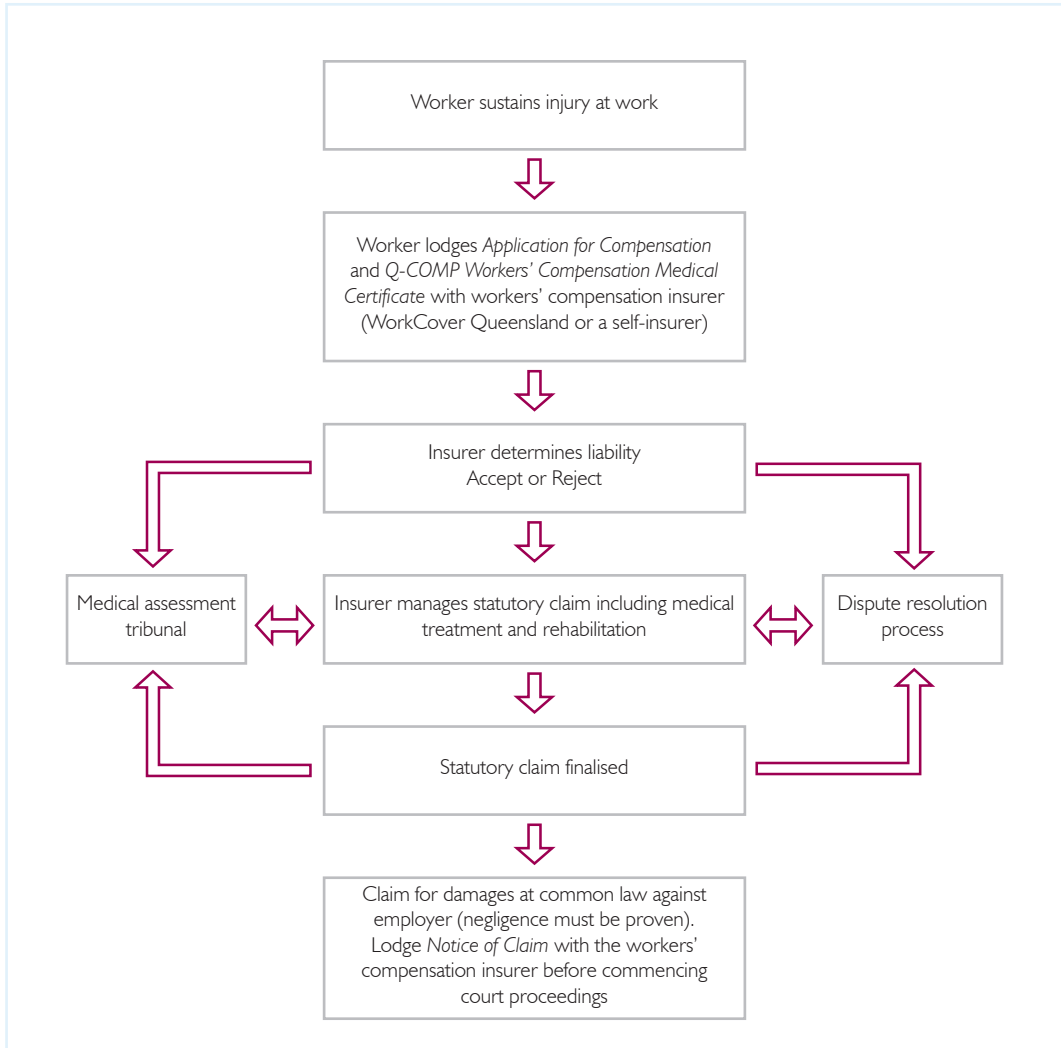 Worker sustains injury at work
Worker lodges Application for Compensation
and Q-COMP Workers’ Compensation Medical
Certificate with workers’ compensation insurer
(WorkCover Queensland or a self-insurer)
Insurer determines liability
Accept or Reject
Medical assessment
tribunal
Insurer manages statutory claim including medical
treatment and rehabilitation
Dispute resolution
process
Statutory claim finalised
Claim for damages at common law against
employer (negligence must be proven).
Lodge Notice of Claim with the workers’
compensation insurer before commencing
court proceedings